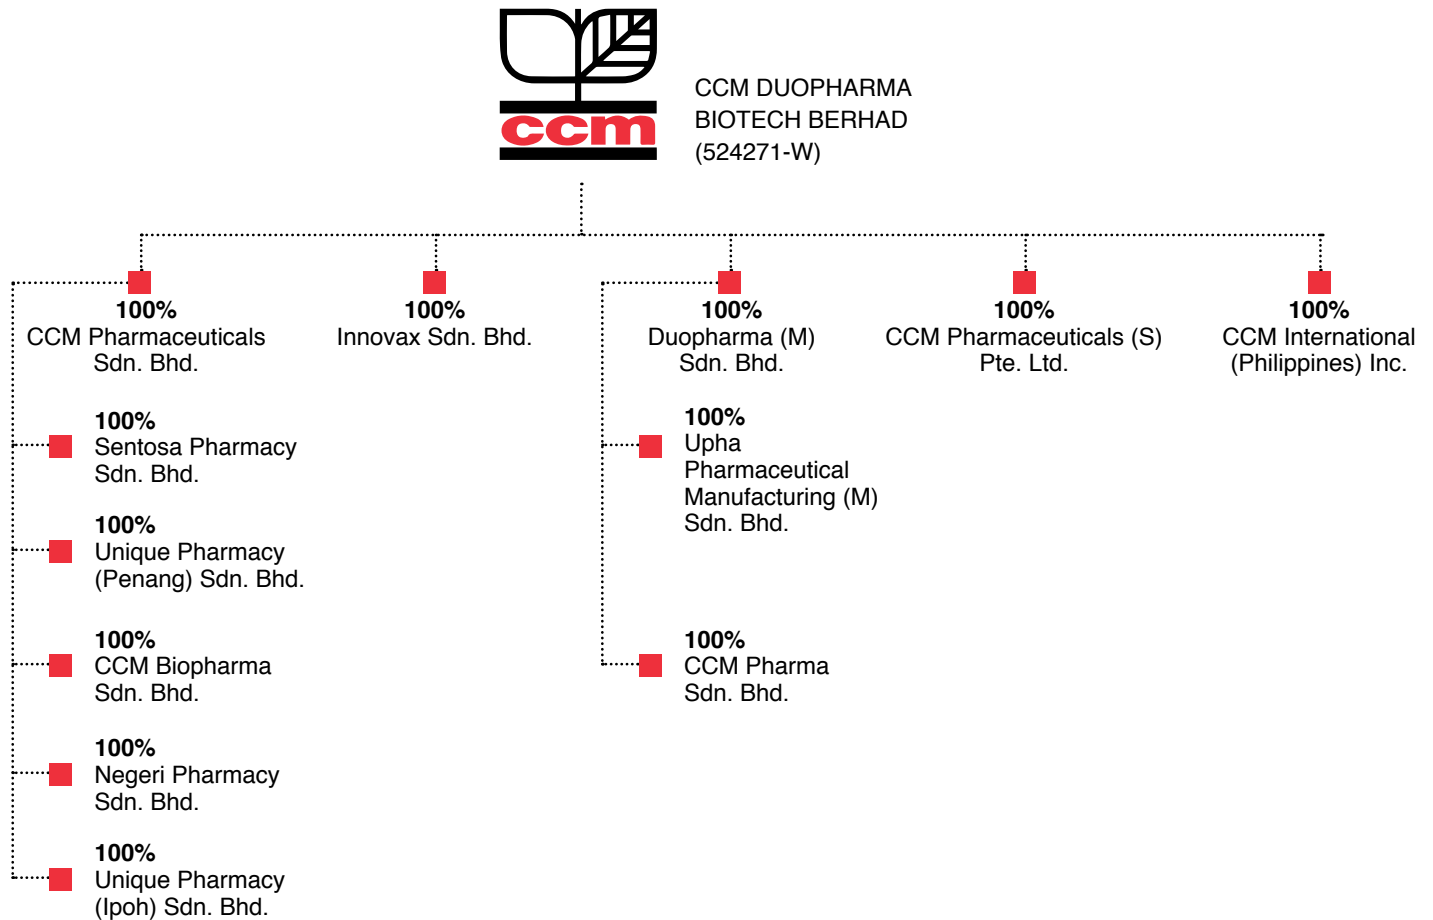 ccm
CCM DUOPHARMA
BIOTECH BERHAD
(524271-W)
100%
CCM Pharmaceuticals
Sdn. Bhd.
100%
Innovax Sdn. Bhd.
100%
Duopharma (M)
Sdn. Bhd.
100%
CCM Pharmaceuticals (S)
Pte. Ltd.
100%
CCM International
(Philippines) Inc.
100%
Sentosa Pharmacy
Sdn. Bhd.
100%
Unique Pharmacy
(Penang) Sdn. Bhd.
100%
CCM Biopharma
Sdn. Bhd.
100%
Negeri Pharmacy
Sdn. Bhd.
100%
Unique Pharmacy
(Ipoh) Sdn. Bhd.
100%
Upha
Pharmaceutical
Manufacturing (M)
Sdn. Bhd.
100%
CCM Pharma
Sdn. Bhd.